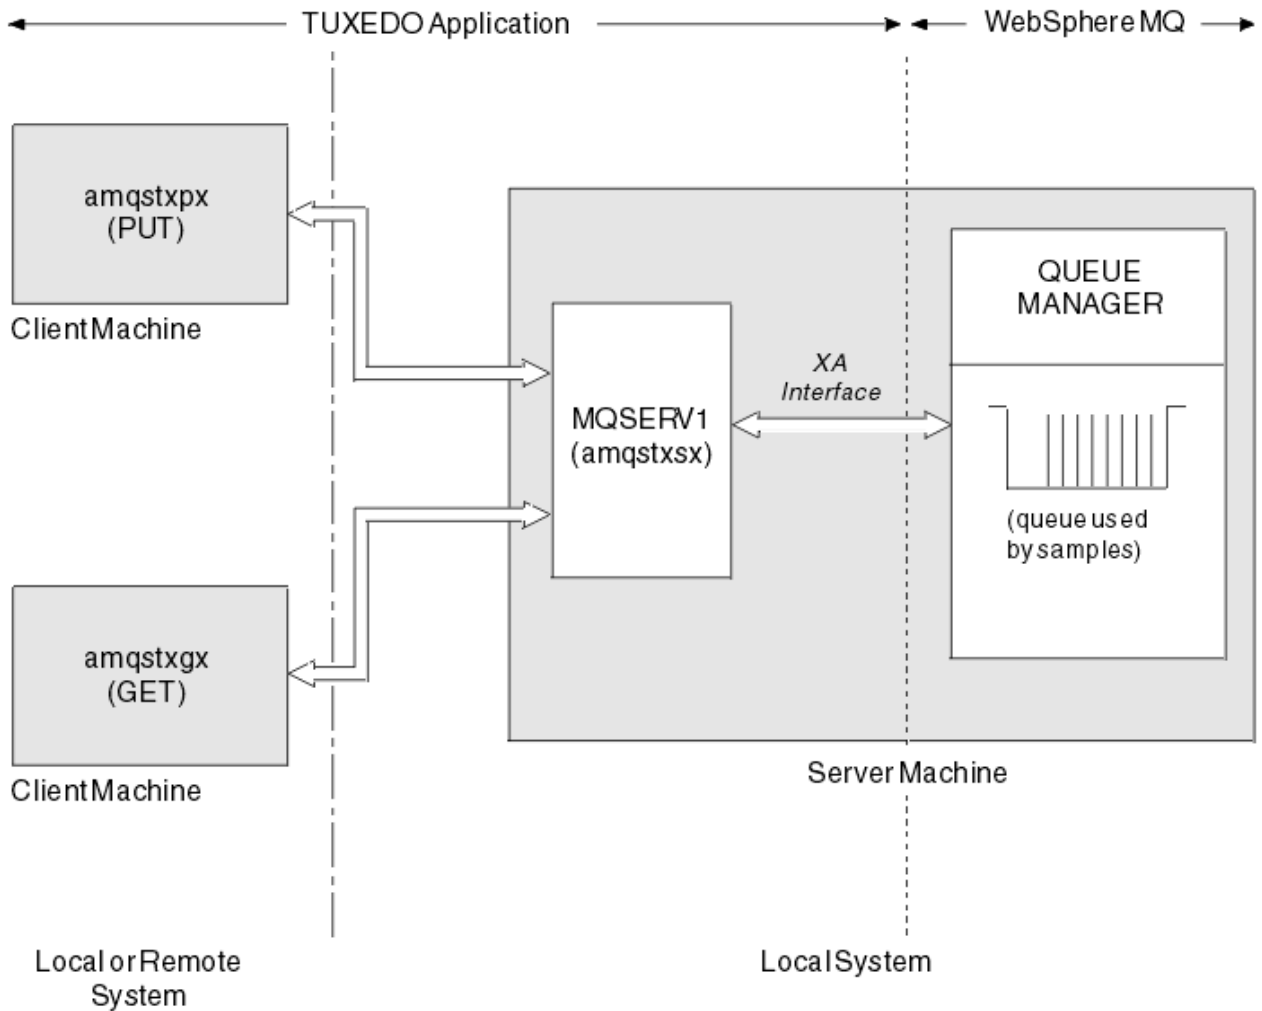 TUXEDO Application
WebSphere MQ
amqstxpx
(PUT)
Client Machine
QUEUE
MANAGER
XA
Interface
MQSERV1
(amqstxsx)
(queue used
by samples)
amqstxgx
(GET)
Client Machine
Server Machine
Local or Remote
System
Local System